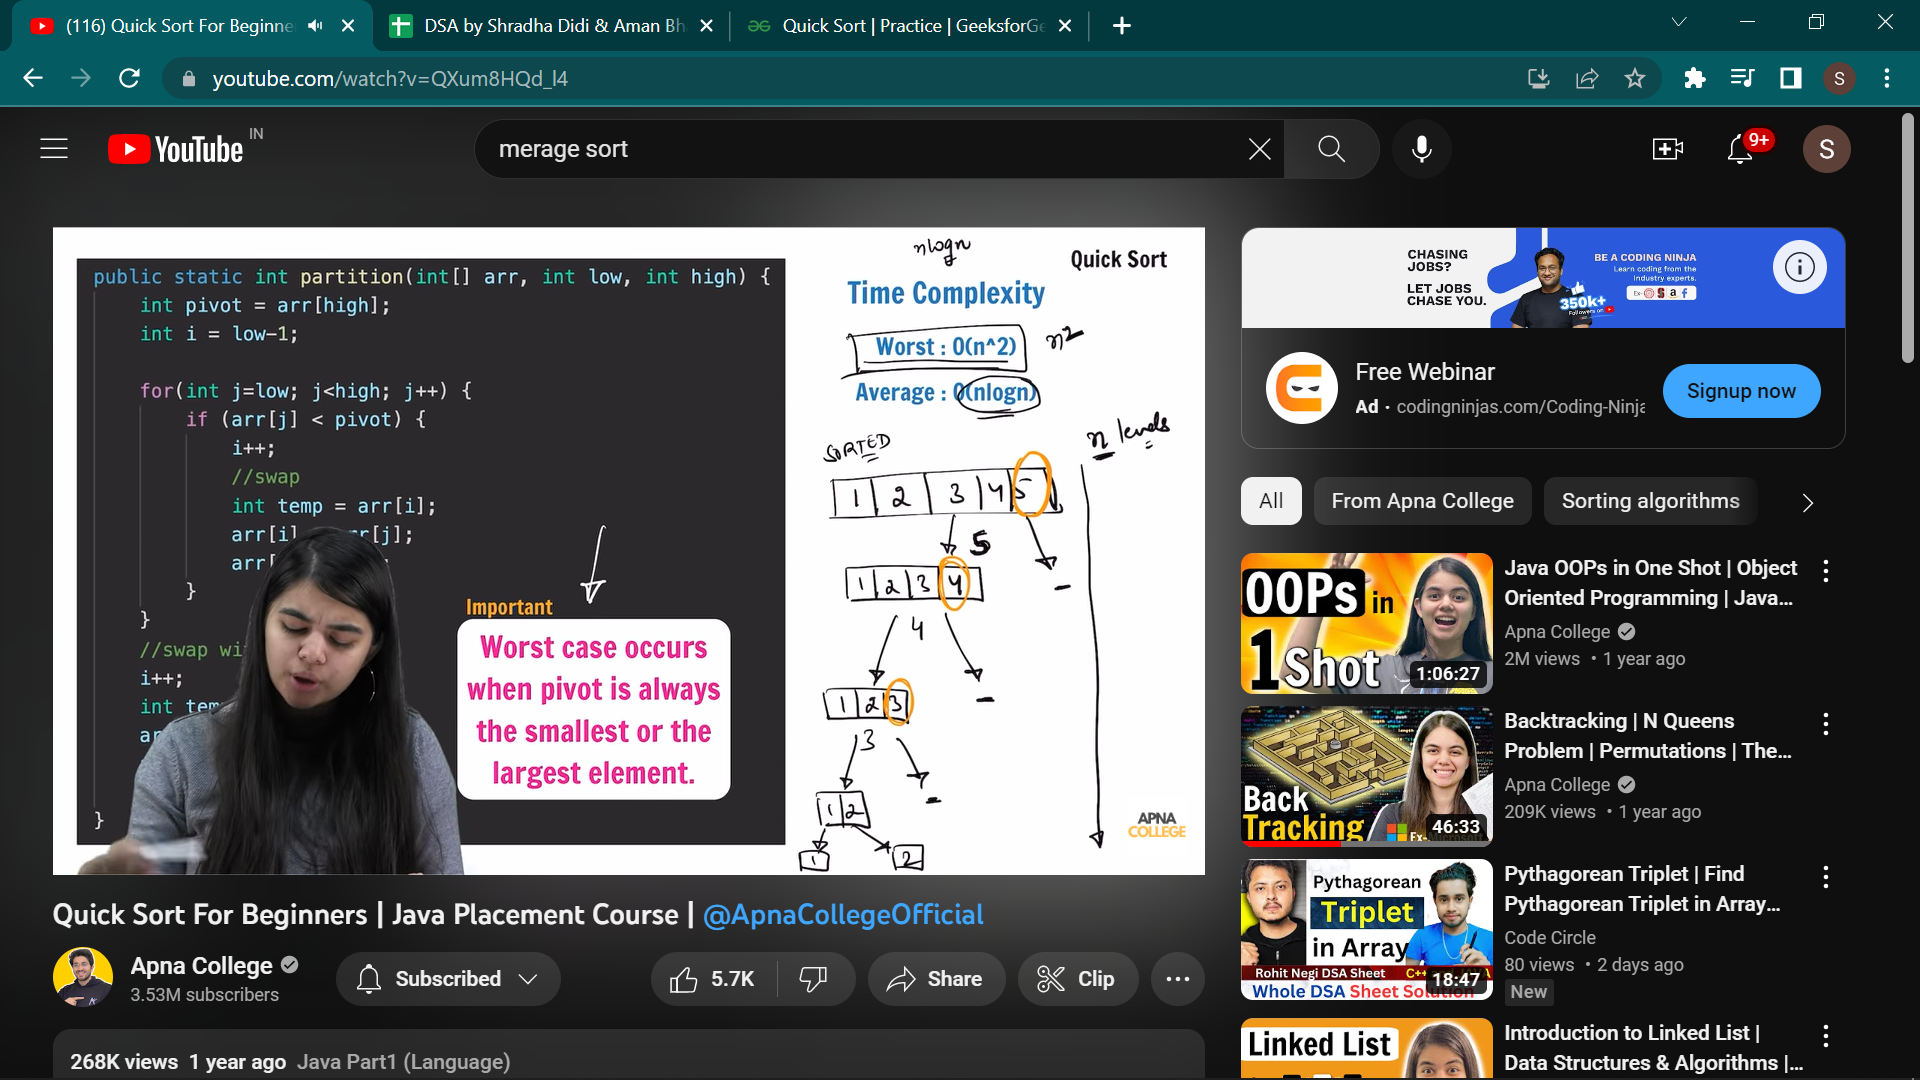 (116) Quick Sort For Beginne
DSA by Shradha Didi & Aman Bh
Quick Sort | Practice | GeeksforGe
youtube.com/watch?v=QXum8HQd_l4
S
YouTube IN
merage sort
9+
S
public static int partition(int[] arr, int low, int high) {
int pivot = arr[high];
int i = low-1;
for(int j=low; j<high; j++) {
if (arr[j] < pivot) {
i++;
//swap
int temp = arr[i];
arr[i] r[j];
arr[ ;
}
}
//swap wi
i++;
int tem
ar
}
Important
Worst case occurs
when pivot is always
the smallest or the
largest element.
nlogn
Quick Sort
Time Complexity
Worst : O(n^2) n2
Average : O(nlogn)
SORTED
n levels
1 2 3 4 5
5
-
1 2 3 4
4
-
1 2 3
3
-
1 2
1 2
APNA
COLLEGE
Quick Sort For Beginners | Java Placement Course | @ApnaCollegeOfficial
Apna College
3.53M subscribers
Subscribed
5.7K
Share
Clip
268K views 1 year ago Java Part1 (Language)
CHASING
JOBS?
LET JOBS
CHASE YOU.
BE A CODING NINJA
Learn coding from the
industry experts.
350k+
Followers on
Free Webinar
Ad · codingninjas.com/Coding-Ninja
Signup now
All
From Apna College
Sorting algorithms
OOPs in
1 Shot
1:06:27
Java OOPs in One Shot | Object
Oriented Programming | Java...
Apna College
2M views • 1 year ago
Back
Tracking
Ex-Microsoft
46:33
Backtracking | N Queens
Problem | Permutations | The...
Apna College
209K views • 1 year ago
Pythagorean
Triplet
in Array
Rohit Negi DSA Sheet
Whole DSA Sheet Solution
18:47
Pythagorean Triplet | Find
Pythagorean Triplet in Array...
Code Circle
80 views • 2 days ago
New
Linked List
Introduction to Linked List |
Data Structures & Algorithms |...